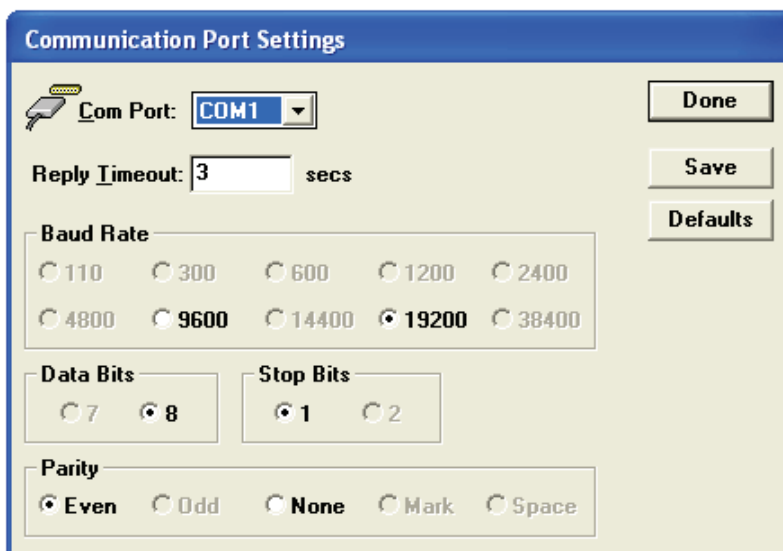 Communication Port Settings
Com Port: COM1
Done
Reply Timeout: 3 secs
Save
Defaults
Baud Rate
110 300 600 1200 2400
4800 9600 14400 19200 38400
Data Bits
7 8
Stop Bits
1 2
Parity
Even Odd None Mark Space